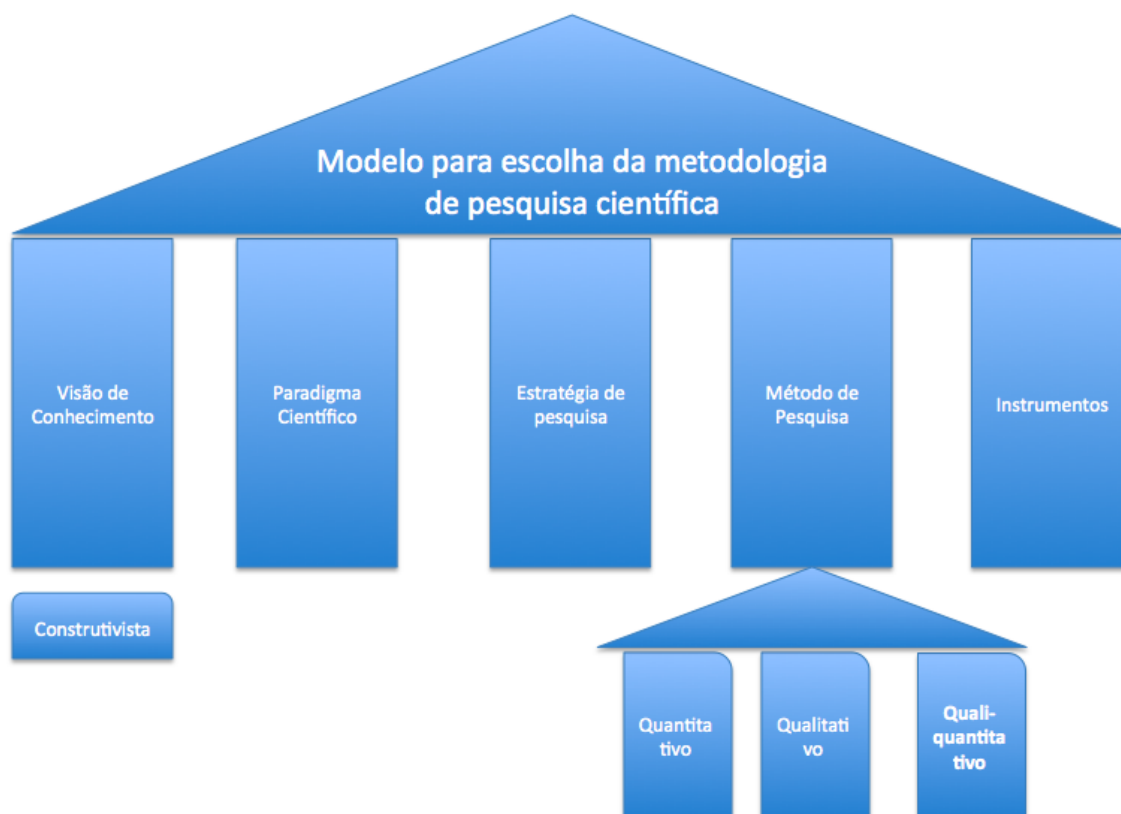 Modelo para escolha da metodologia
de pesquisa científica
Visão de
Conhecimento
Paradigma
Científico
Estratégia de
pesquisa
Método de
Pesquisa
Instrumentos
Construtivista
Quantita
tivo
Qualitati
vo
Quali-
quantita
tivo